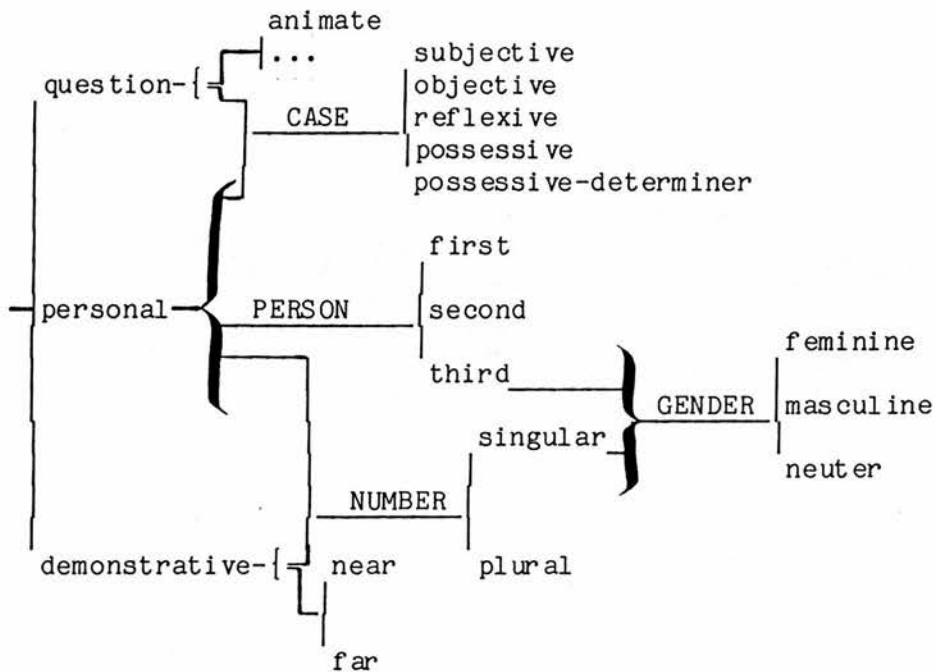 animate
...
subjective
question-{
objective
CASE
reflexive
possessive
possessive-determiner
first
personal
PERSON
second
feminine
third
GENDER
masculine
singular
neuter
NUMBER
demonstrative-{
near
plural
far